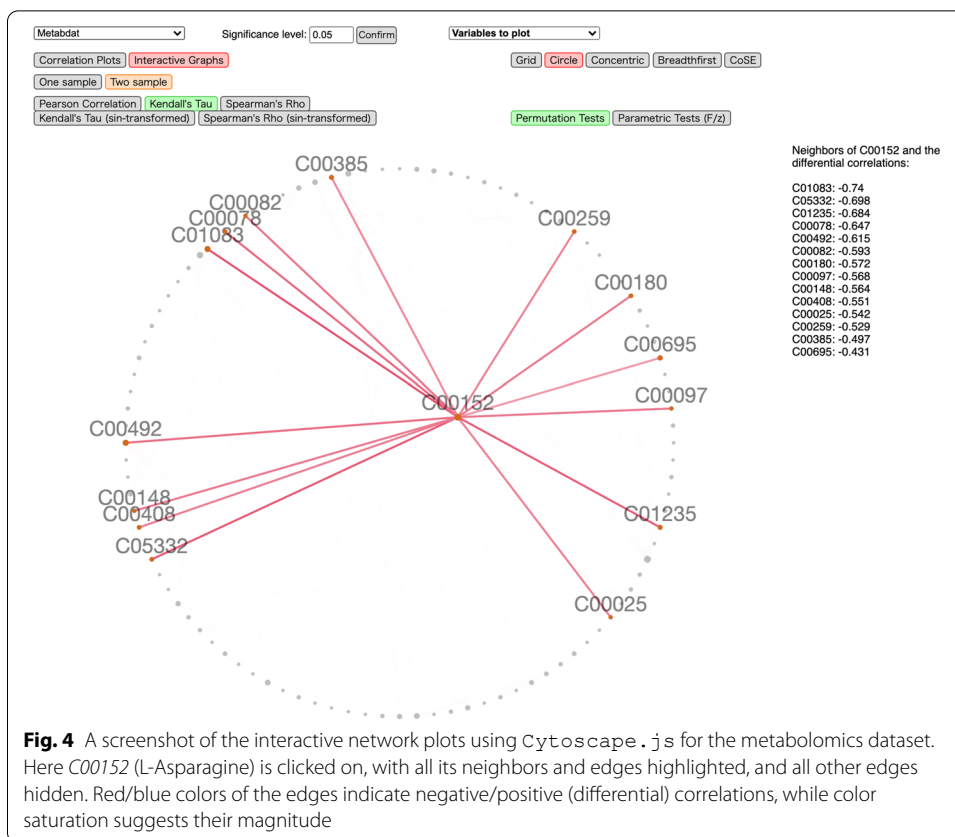 Metabdat Significance level: 0.05 Confirm Variables to plot
Correlation Plots Interactive Graphs Grid Circle Concentric Breadthfirst CoSE
One sample Two sample
Pearson Correlation Kendall's Tau Spearman's Rho
Kendall's Tau (sin-transformed) Spearman's Rho (sin-transformed) Permutation Tests Parametric Tests (F/z)
Neighbors of C00152 and the
differential correlations:
C01083: -0.74
C05332: -0.698
C01235: -0.684
C00078: -0.647
C00492: -0.615
C00082: -0.593
C00180: -0.572
C00097: -0.568
C00148: -0.564
C00408: -0.551
C00025: -0.542
C00259: -0.529
C00385: -0.497
C00695: -0.431
C00385
C00082
C00078
C01083
C00259
C00180
C00695
C00097
C00152
C00492
C00148
C00408
C05332
C01235
C00025
Fig. 4 A screenshot of the interactive network plots using Cytoscape.js for the metabolomics dataset.
Here C00152 (L-Asparagine) is clicked on, with all its neighbors and edges highlighted, and all other edges
hidden. Red/blue colors of the edges indicate negative/positive (differential) correlations, while color
saturation suggests their magnitude